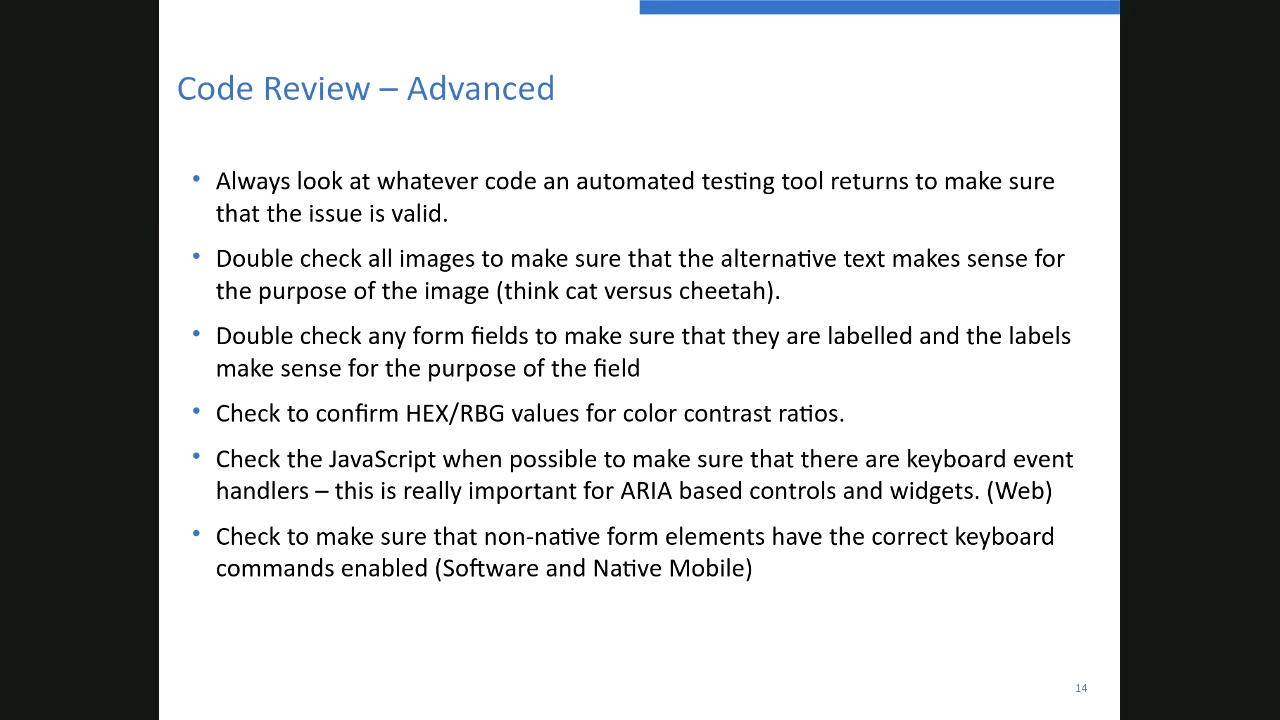 Code Review – Advanced
• Always look at whatever code an automated testing tool returns to make sure
that the issue is valid.
• Double check all images to make sure that the alternative text makes sense for
the purpose of the image (think cat versus cheetah).
• Double check any form fields to make sure that they are labelled and the labels
make sense for the purpose of the field
• Check to confirm HEX/RBG values for color contrast ratios.
• Check the JavaScript when possible to make sure that there are keyboard event
handlers – this is really important for ARIA based controls and widgets. (Web)
• Check to make sure that non-native form elements have the correct keyboard
commands enabled (Software and Native Mobile)
14